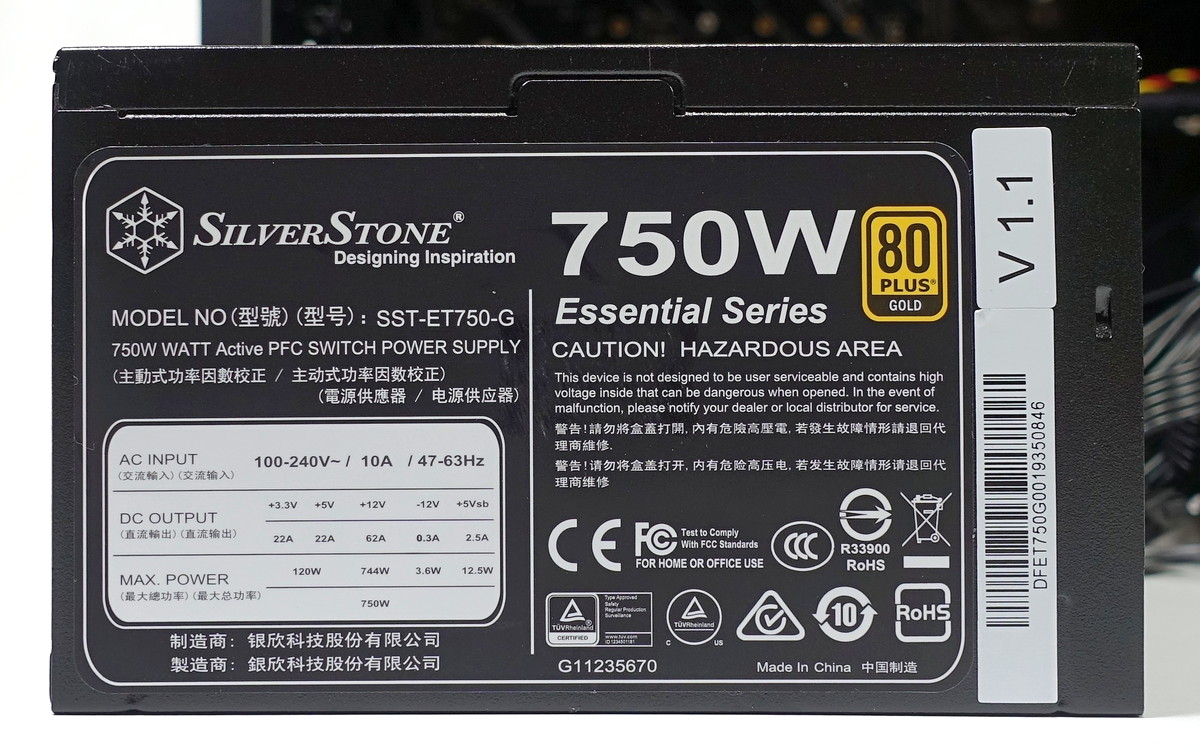 SILVERSTONE®
Designing Inspiration
750W
80
PLUS®
GOLD
V 1.1
Essential Series
MODEL NO(型號) (型号)：SST-ET750-G
750W WATT Active PFC SWITCH POWER SUPPLY
(主動式功率因數校正 / 主动式功率因数校正)
(電源供應器 / 电源供应器)
AC INPUT 100-240V~ / 10A / 47-63Hz
(交流輸入) (交流输入)
+3.3V +5V +12V -12V +5Vsb
DC OUTPUT
(直流輸出) (直流输出)
22A 22A 62A 0.3A 2.5A
MAX. POWER 120W 744W 3.6W 12.5W
(最大總功率) (最大总功率)
750W
制造商：银欣科技股份有限公司
製造商：銀欣科技股份有限公司
CAUTION! HAZARDOUS AREA
This device is not designed to be user serviceable and contains high
voltage inside that can be dangerous when opened. In the event of
malfunction, please notify your dealer or local distributor for service.
警告！請勿將盒蓋打開, 內有危險高壓電, 若發生故障情形請退回代
理商維修.
警告！请勿将盒盖打开, 内有危险高压电, 若发生故障情形请退回代
理商维修
CE
FC
Test to Comply
With FCC Standards
FOR HOME OR OFFICE USE
CCC
R33900
RoHS
TÜVRheinland®
CERTIFIED
Type Approved
Safety
Regular Production
Surveillance
www.tuv.com
TÜVRheinland
C US
10
RoHS
G11235670
Made In China 中国制造
DFET750G0019350846